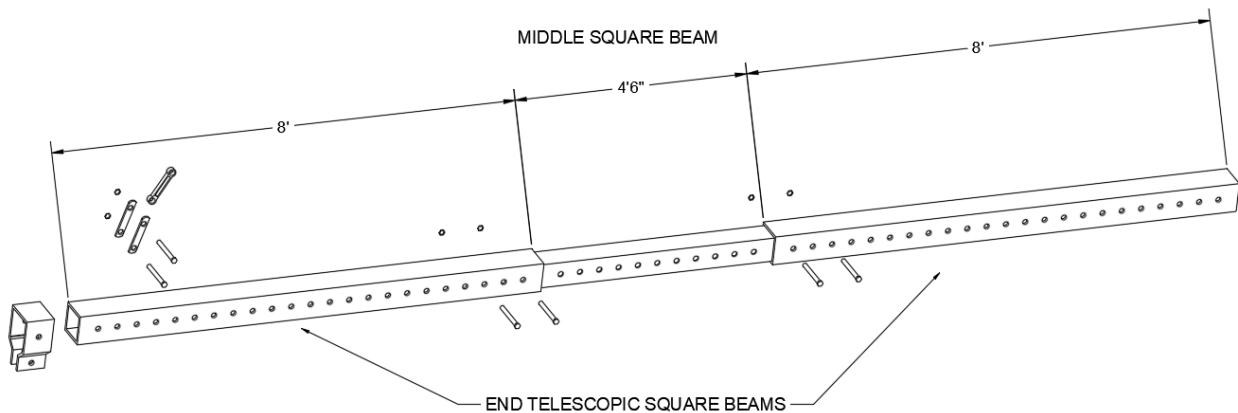 MIDDLE SQUARE BEAM
8'
4'6"
8'
END TELESCOPIC SQUARE BEAMS